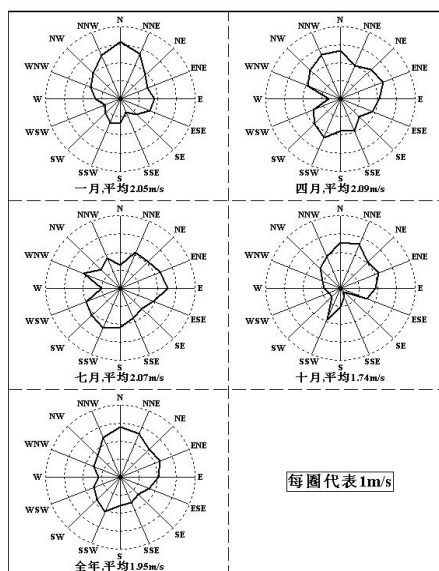 N
NNW NNE
NW NE
WNW ENE
W E
WSW ESE
SW SE
SSW SSE
S
一月,平均2.05m/s
N
NNW NNE
NW NE
WNW ENE
W E
WSW ESE
SW SE
SSW SSE
S
四月,平均2.09m/s
N
NNW NNE
NW NE
WNW ENE
W E
WSW ESE
SW SE
SSW SSE
S
七月,平均2.07m/s
N
NNW NNE
NW NE
WNW ENE
W E
WSW ESE
SW SE
SSW SSE
S
十月,平均1.74m/s
N
NNW NNE
NW NE
WNW ENE
W E
WSW ESE
SW SE
SSW SSE
S
全年,平均1.95m/s
每圈代表1m/s